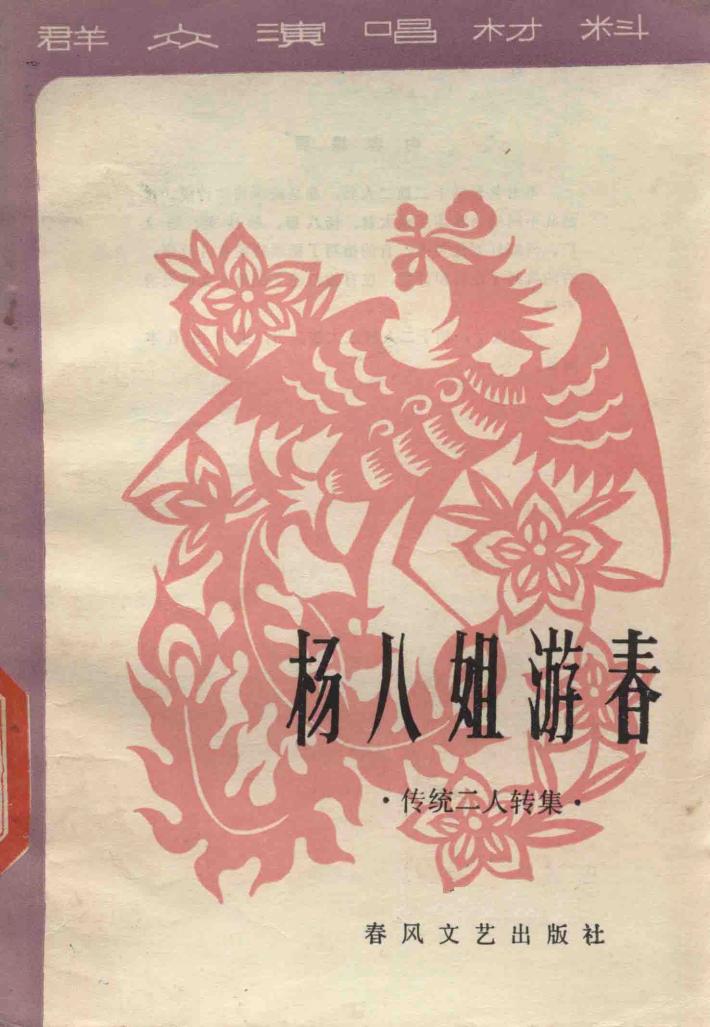 群众演唱材料
杨八姐游春
·传统二人转集·
春风文艺出版社